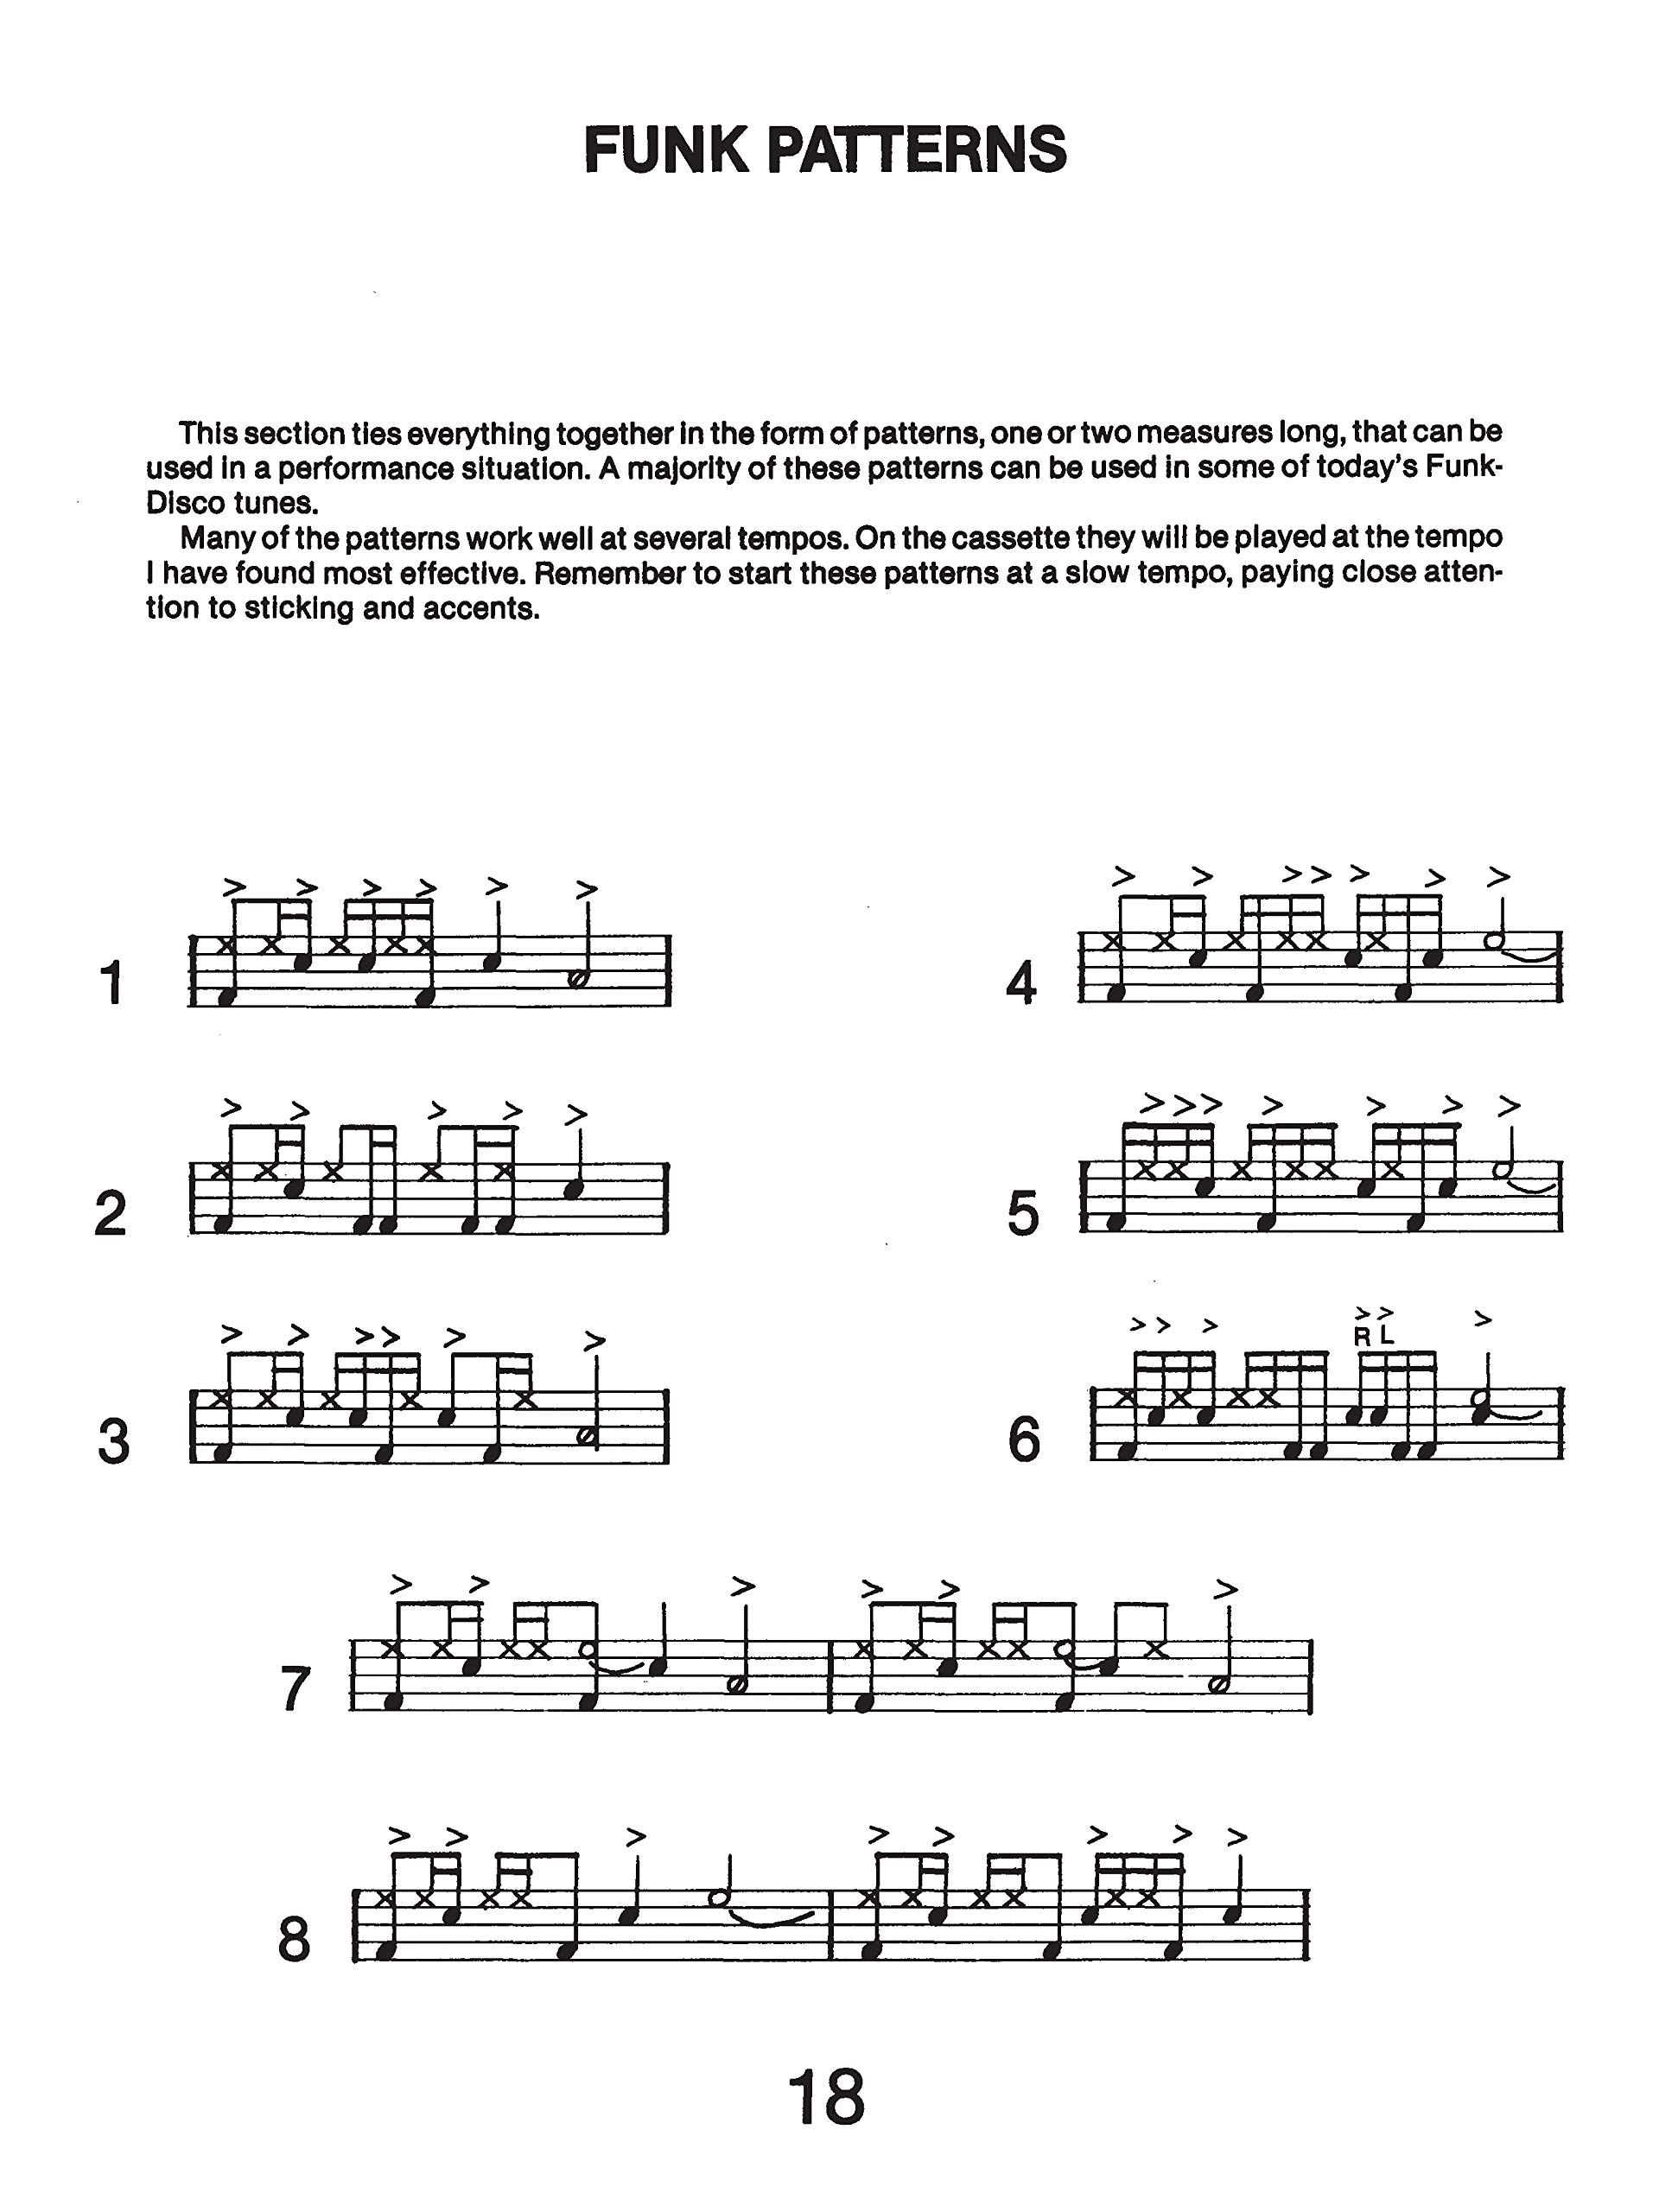 FUNK PATTERNS
This section ties everything together in the form of patterns, one or two measures long, that can be
used in a performance situation. A majority of these patterns can be used in some of today's Funk-
Disco tunes.
Many of the patterns work well at several tempos. On the cassette they will be played at the tempo
I have found most effective. Remember to start these patterns at a slow tempo, paying close atten-
tion to sticking and accents.
1
4
2
5
3
R L
6
7
8
18